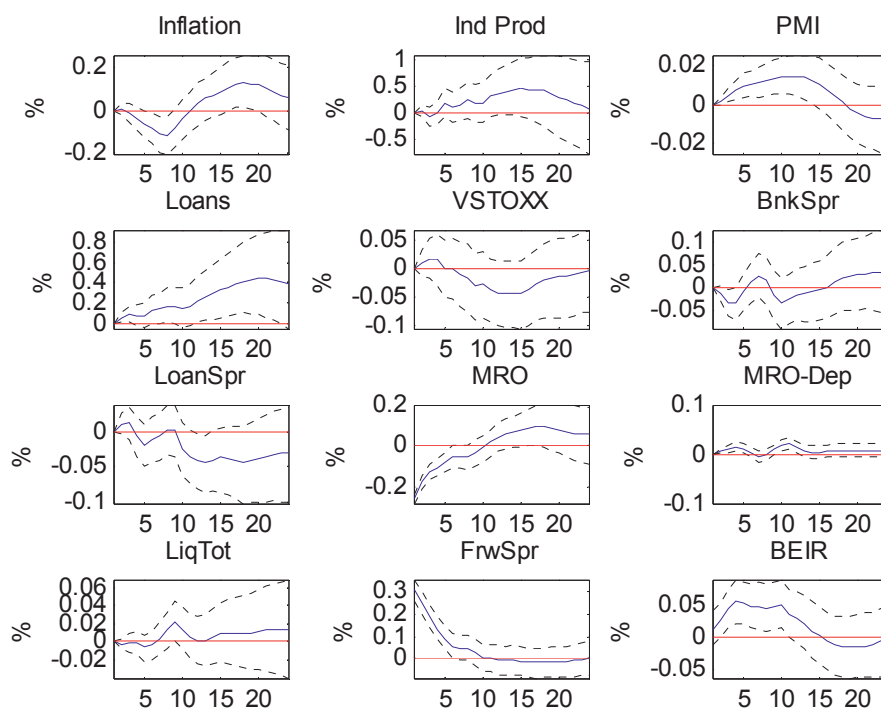 Inflation Ind Prod PMI
% 0.2 0 -0.2 5 10 15 20
% 1 0.5 0 -0.5 5 10 15 20
% 0.02 0 -0.02 5 10 15 20
Loans VSTOXX BnkSpr
% 0.8 0.6 0.4 0.2 0 5 10 15 20
% 0.05 0 -0.05 -0.1 5 10 15 20
% 0.1 0.05 0 -0.05 5 10 15 20
LoanSpr MRO MRO-Dep
% 0 -0.05 -0.1 5 10 15 20
% 0.2 0 -0.2 5 10 15 20
% 0.1 0 -0.1 5 10 15 20
LiqTot FrwSpr BEIR
% 0.06 0.04 0.02 0 -0.02 5 10 15 20
% 0.3 0.2 0.1 0 5 10 15 20
% 0.05 0 -0.05 5 10 15 20